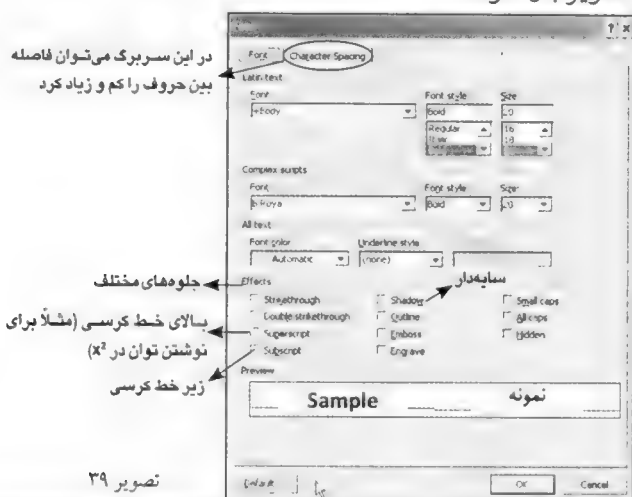 ? x
Font Character Spacing
در این سربرگ می‌توان فاصله
بین حروف را کم و زیاد کرد
Latin text
Font Font style Size
+Body Bold 20
Regular 16
18
Complex scripts
Font Font style Size
B Roya Bold 20
All text
Font color Underline style
Automatic (none)
سایه‌دار
جلوه‌های مختلف
Effects
Strikethrough Shadow Small caps
Double strikethrough Outline All caps
بالای خط کرسی (مثلاً برای
نوشتن توان در x²)
Superscript Emboss Hidden
Subscript Engrave
زیر خط کرسی
Preview
Sample نمونه
Default OK Cancel
تصویر ۳۹